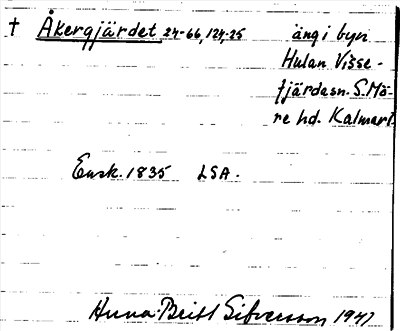 † Åkergjärdet 24-66, 124-25 äng i byn
Hulan Visse-
fjärdasn. S. Mö-
re hd. Kalmarl.
Ensk. 1835 LSA.
Anna-Britt Sifversson 1947